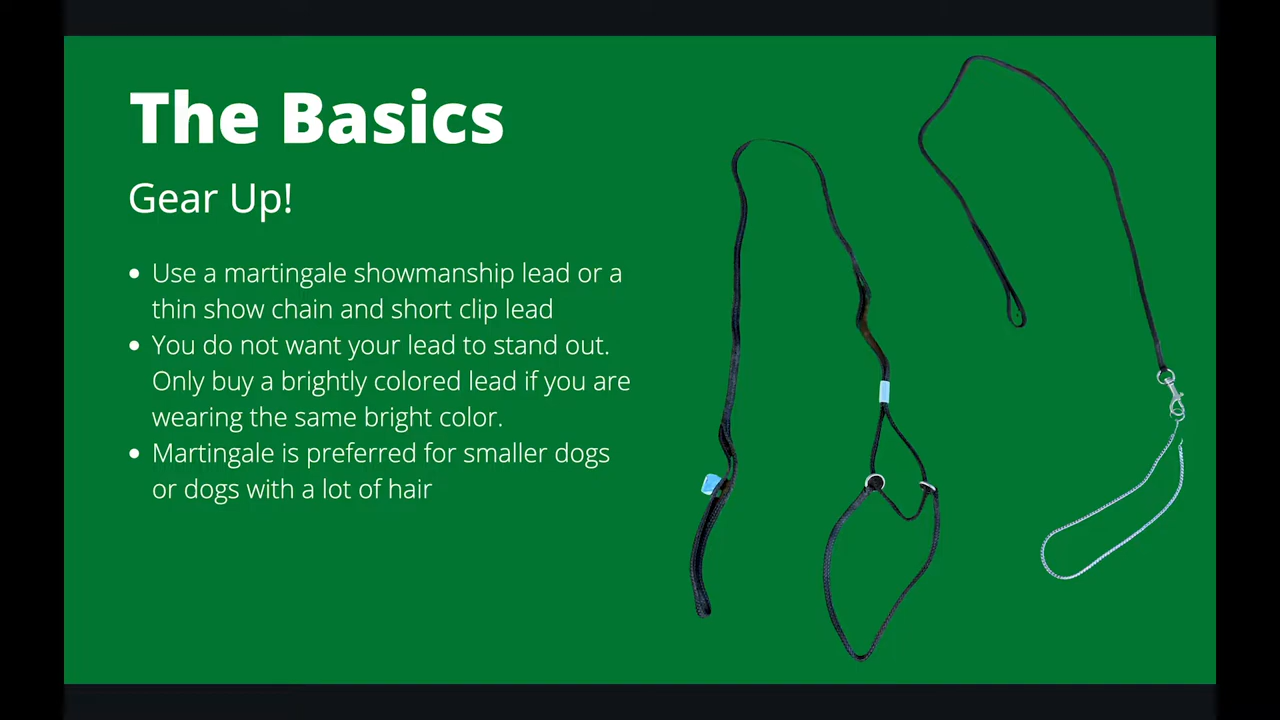 The Basics
Gear Up!
• Use a martingale showmanship lead or a
thin show chain and short clip lead
• You do not want your lead to stand out.
Only buy a brightly colored lead if you are
wearing the same bright color.
• Martingale is preferred for smaller dogs
or dogs with a lot of hair